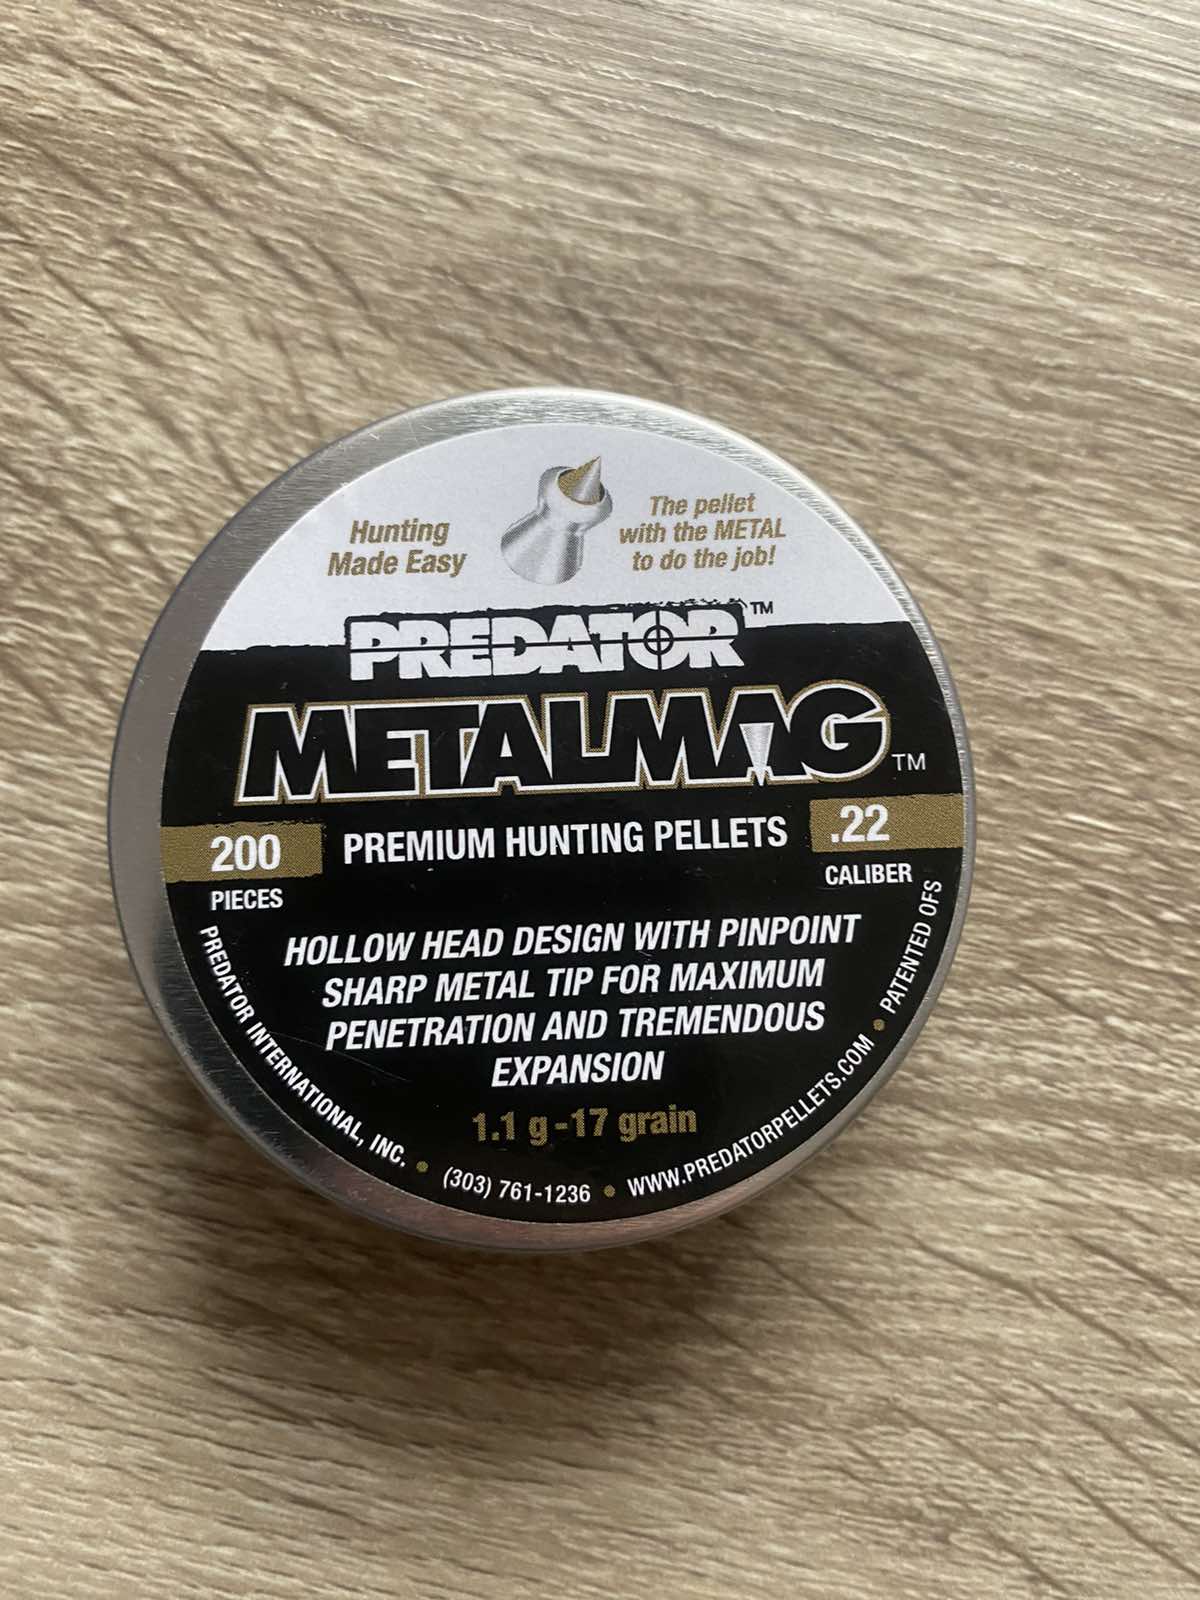 Hunting
Made Easy
The pellet
with the METAL
to do the job!
PREDATOR™
METALMAG™
200
PIECES
PREMIUM HUNTING PELLETS
.22
CALIBER
HOLLOW HEAD DESIGN WITH PINPOINT
SHARP METAL TIP FOR MAXIMUM
PENETRATION AND TREMENDOUS
EXPANSION
1.1 g-17 grain
PREDATOR INTERNATIONAL, INC. • (303) 761-1236 • WWW.PREDATORPELLETS.COM • PATENTED OFS